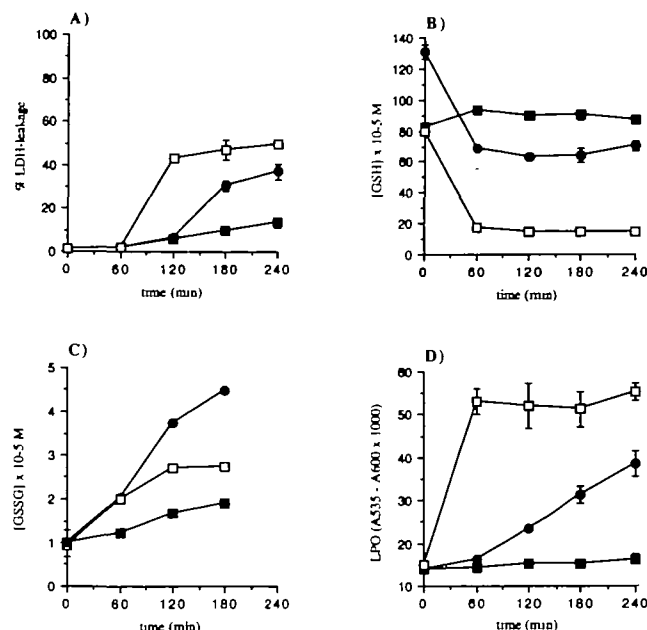 A)
100
80
60
40
20
0
% LDH-leakage
0 60 120 180 240
time (min)
B)
140
120
100
80
60
40
20
0
[GSH] x 10-5 M
0 60 120 180 240
time (min)
C)
5
4
3
2
1
0
[GSSG] x 10-5 M
0 60 120 180 240
time (min)
D)
60
50
40
30
20
10
LPO (A535 - A600 x 1000)
0 60 120 180 240
time (min)